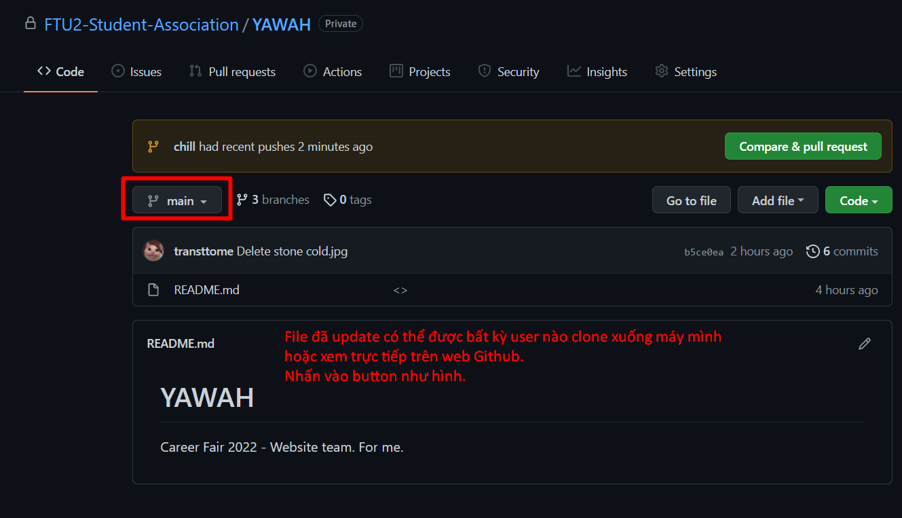 FTU2-Student-Association / YAWAH Private
Code Issues Pull requests Actions Projects Security Insights Settings
chill had recent pushes 2 minutes ago Compare & pull request
main 3 branches 0 tags Go to file Add file Code
transttome Delete stone cold.jpg b5ce0ea 2 hours ago 6 commits
README.md <> 4 hours ago
README.md
File đã update có thể được bất kỳ user nào clone xuống máy mình
hoặc xem trực tiếp trên web Github.
Nhấn vào button như hình.
YAWAH
Career Fair 2022 - Website team. For me.